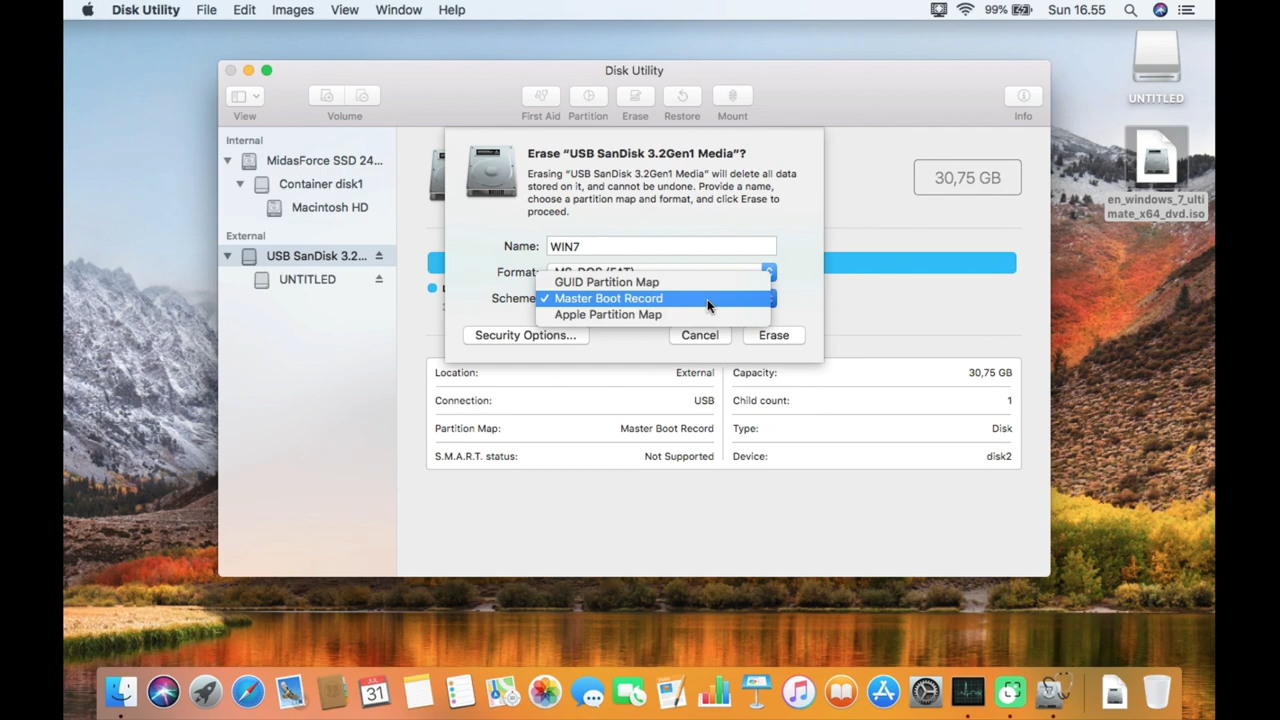 Disk Utility File Edit Images View Window Help 99% Sun 16.55
Disk Utility
View Volume First Aid Partition Erase Restore Mount Info
Internal
MidasForce SSD 24...
Container disk1
Macintosh HD
External
USB SanDisk 3.2...
UNTITLED
Erase “USB SanDisk 3.2Gen1 Media”?
Erasing “USB SanDisk 3.2Gen1 Media” will delete all data
stored on it, and cannot be undone. Provide a name,
choose a partition map and format, and click Erase to
proceed.
Name: WIN7
Format: MS-DOS (FAT)
GUID Partition Map
Scheme ✓ Master Boot Record
Apple Partition Map
Security Options... Cancel Erase
30,75 GB
Location: External
Connection: USB
Partition Map: Master Boot Record
S.M.A.R.T. status: Not Supported
Capacity: 30,75 GB
Child count: 1
Type: Disk
Device: disk2
UNTITLED
en_windows_7_ulti
mate_x64_dvd.iso
31